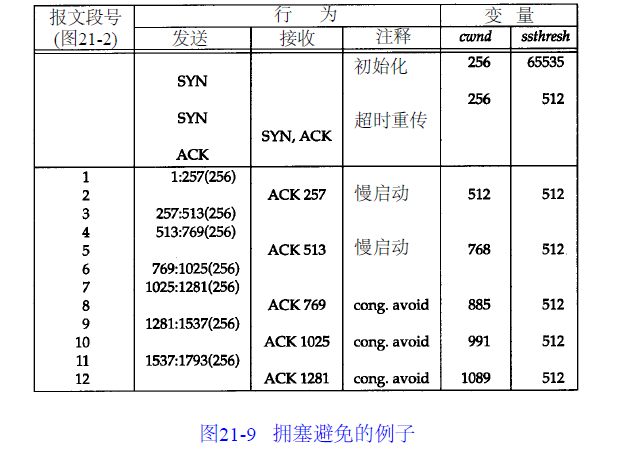 报文段号 行 为 变 量
(图21-2) 发送 接收 注释 cwnd ssthresh
初始化 256 65535
SYN
256 512
SYN 超时重传
SYN, ACK
ACK
1 1:257(256)
2 ACK 257 慢启动 512 512
3 257:513(256)
4 513:769(256)
5 ACK 513 慢启动 768 512
6 769:1025(256)
7 1025:1281(256)
8 ACK 769 cong. avoid 885 512
9 1281:1537(256)
10 ACK 1025 cong. avoid 991 512
11 1537:1793(256)
12 ACK 1281 cong. avoid 1089 512
图21-9 拥塞避免的例子